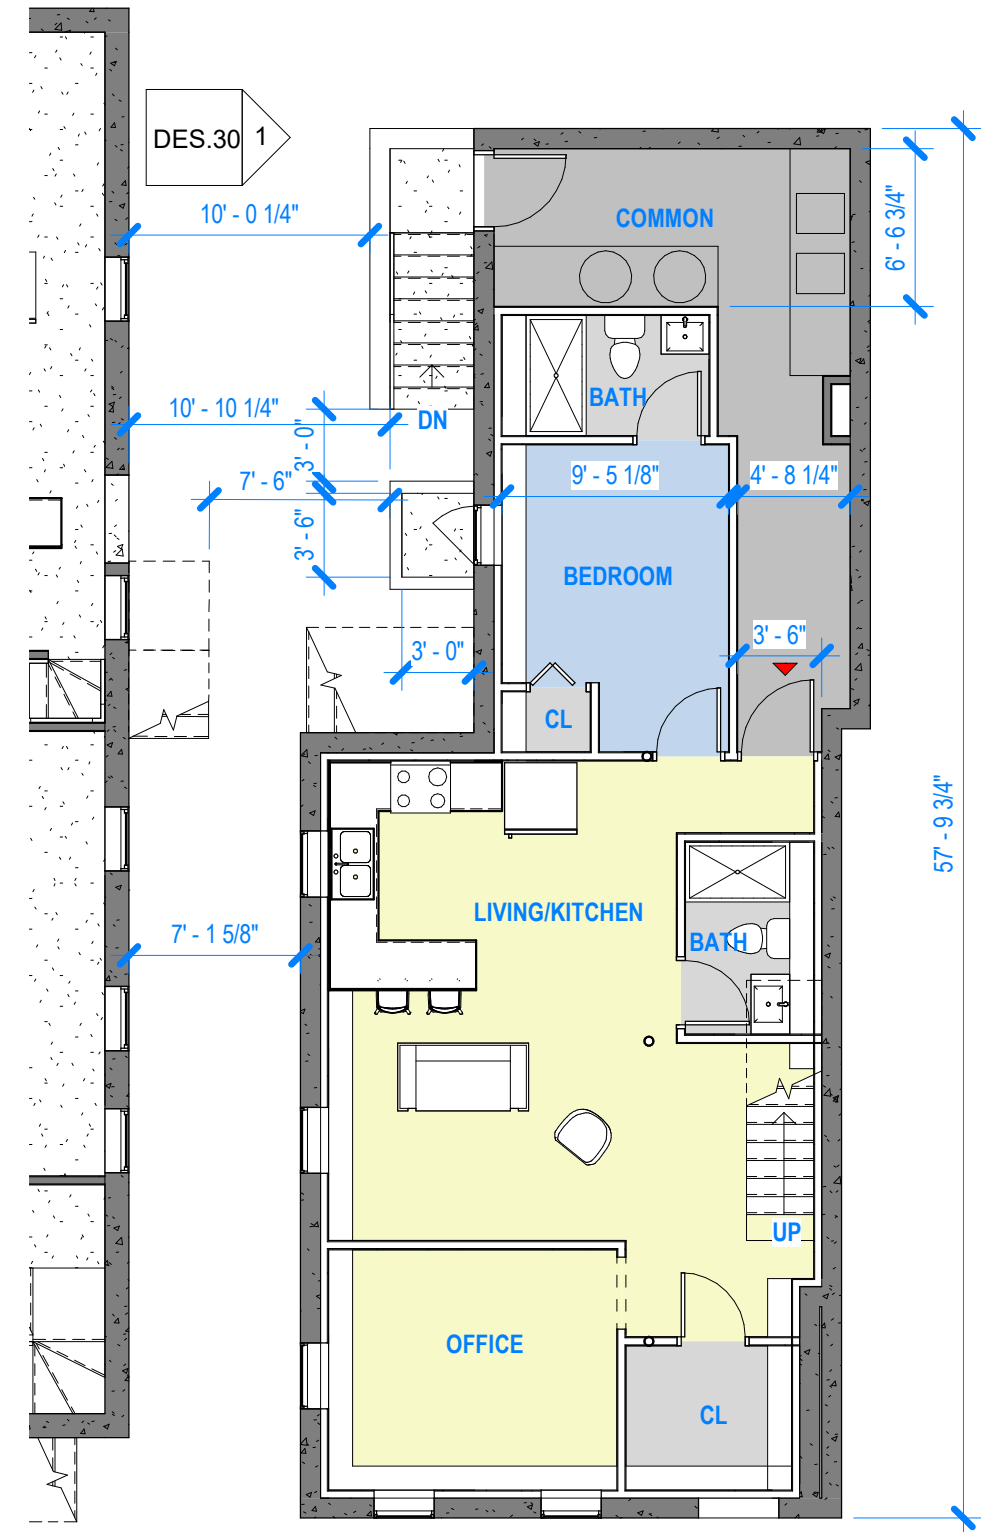 DES.30 1
10' - 0 1/4"
COMMON
6' - 6 3/4"
BATH
10' - 10 1/4"
DN
3' - 0"
7' - 6"
9' - 5 1/8"
4' - 8 1/4"
3' - 6"
BEDROOM
3' - 6"
3' - 0"
CL
57' - 9 3/4"
LIVING/KITCHEN
7' - 1 5/8"
BATH
UP
OFFICE
CL